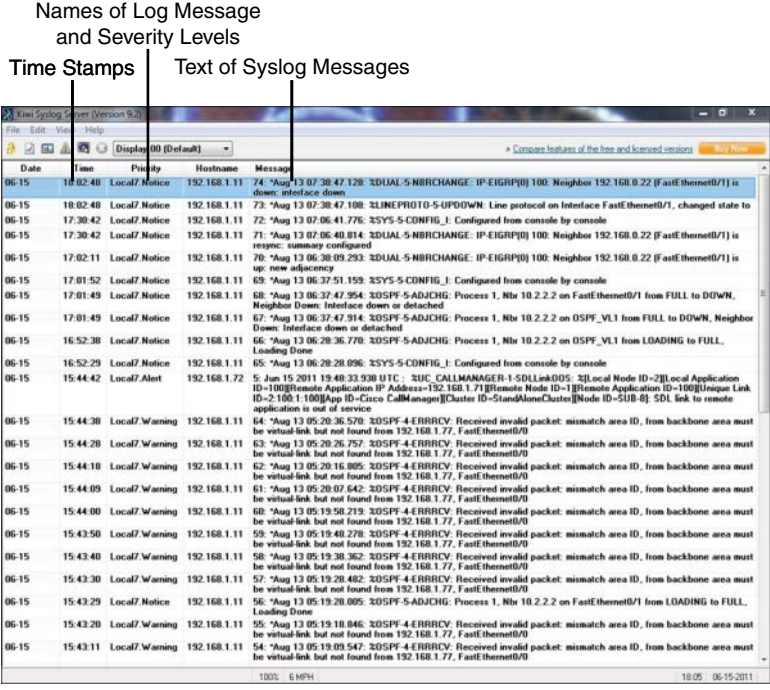 Names of Log Message
and Severity Levels
Time Stamps
Text of Syslog Messages
Kiwi Syslog Server (Version 9.2)
File Edit View Help
Display 00 (Default)
» Compare features of the free and licensed versions
Buy Now
Date Time Priority Hostname Message
06-15 18:02:48 Local7.Notice 192.168.1.11 74: *Aug 13 07:38:47.128: %DUAL-5-NBRCHANGE: IP-EIGRP(0) 100: Neighbor 192.168.0.22 (FastEthernet0/1) is
down: interface down
06-15 18:02:48 Local7.Notice 192.168.1.11 73: *Aug 13 07:38:47.108: %LINEPROTO-5-UPDOWN: Line protocol on Interface FastEthernet0/1, changed state to
06-15 17:30:42 Local7.Notice 192.168.1.11 72: *Aug 13 07:06:41.776: %SYS-5-CONFIG_I: Configured from console by console
06-15 17:30:42 Local7.Notice 192.168.1.11 71: *Aug 13 07:06:40.814: %DUAL-5-NBRCHANGE: IP-EIGRP(0) 100: Neighbor 192.168.0.22 (FastEthernet0/1) is
resync: summary configured
06-15 17:02:11 Local7.Notice 192.168.1.11 70: *Aug 13 06:38:09.293: %DUAL-5-NBRCHANGE: IP-EIGRP(0) 100: Neighbor 192.168.0.22 (FastEthernet0/1) is
up: new adjacency
06-15 17:01:52 Local7.Notice 192.168.1.11 69: *Aug 13 06:37:51.159: %SYS-5-CONFIG_I: Configured from console by console
06-15 17:01:49 Local7.Notice 192.168.1.11 68: *Aug 13 06:37:47.954: %OSPF-5-ADJCHG: Process 1, Nbr 10.2.2.2 on FastEthernet0/1 from FULL to DOWN,
Neighbor Down: Interface down or detached
06-15 17:01:49 Local7.Notice 192.168.1.11 67: *Aug 13 06:37:47.914: %OSPF-5-ADJCHG: Process 1, Nbr 10.2.2.2 on OSPF_VL1 from FULL to DOWN, Neighbor
Down: Interface down or detached
06-15 16:52:38 Local7.Notice 192.168.1.11 66: *Aug 13 06:28:36.770: %OSPF-5-ADJCHG: Process 1, Nbr 10.2.2.2 on OSPF_VL1 from LOADING to FULL,
Loading Done
06-15 16:52:29 Local7.Notice 192.168.1.11 65: *Aug 13 06:28:28.096: %SYS-5-CONFIG_I: Configured from console by console
06-15 15:44:42 Local7.Alert 192.168.1.72 5: Jun 15 2011 19:48:33.938 UTC : %UC_CALLMANAGER-1-SDLLinkOOS: %[Local Node ID=2][Local Application
ID=100][Remote Application IP Address=192.168.1.71][Remote Node ID=1][Remote Application ID=100][Unique Link
ID=2:100:1:100][App ID=Cisco CallManager][Cluster ID=StandAloneCluster][Node ID=SUB-8]: SDL link to remote
application is out of service
06-15 15:44:38 Local7.Warning 192.168.1.11 64: *Aug 13 05:20:36.570: %OSPF-4-ERRRCV: Received invalid packet: mismatch area ID, from backbone area must
be virtual-link but not found from 192.168.1.77, FastEthernet0/0
06-15 15:44:28 Local7.Warning 192.168.1.11 63: *Aug 13 05:20:26.757: %OSPF-4-ERRRCV: Received invalid packet: mismatch area ID, from backbone area must
be virtual-link but not found from 192.168.1.77, FastEthernet0/0
06-15 15:44:18 Local7.Warning 192.168.1.11 62: *Aug 13 05:20:16.805: %OSPF-4-ERRRCV: Received invalid packet: mismatch area ID, from backbone area must
be virtual-link but not found from 192.168.1.77, FastEthernet0/0
06-15 15:44:09 Local7.Warning 192.168.1.11 61: *Aug 13 05:20:07.642: %OSPF-4-ERRRCV: Received invalid packet: mismatch area ID, from backbone area must
be virtual-link but not found from 192.168.1.77, FastEthernet0/0
06-15 15:44:00 Local7.Warning 192.168.1.11 60: *Aug 13 05:19:58.219: %OSPF-4-ERRRCV: Received invalid packet: mismatch area ID, from backbone area must
be virtual-link but not found from 192.168.1.77, FastEthernet0/0
06-15 15:43:50 Local7.Warning 192.168.1.11 59: *Aug 13 05:19:48.278: %OSPF-4-ERRRCV: Received invalid packet: mismatch area ID, from backbone area must
be virtual-link but not found from 192.168.1.77, FastEthernet0/0
06-15 15:43:40 Local7.Warning 192.168.1.11 58: *Aug 13 05:19:38.362: %OSPF-4-ERRRCV: Received invalid packet: mismatch area ID, from backbone area must
be virtual-link but not found from 192.168.1.77, FastEthernet0/0
06-15 15:43:30 Local7.Warning 192.168.1.11 57: *Aug 13 05:19:28.482: %OSPF-4-ERRRCV: Received invalid packet: mismatch area ID, from backbone area must
be virtual-link but not found from 192.168.1.77, FastEthernet0/0
06-15 15:43:29 Local7.Notice 192.168.1.11 56: *Aug 13 05:19:28.005: %OSPF-5-ADJCHG: Process 1, Nbr 10.2.2.2 on FastEthernet0/1 from LOADING to FULL,
Loading Done
06-15 15:43:20 Local7.Warning 192.168.1.11 55: *Aug 13 05:19:18.846: %OSPF-4-ERRRCV: Received invalid packet: mismatch area ID, from backbone area must
be virtual-link but not found from 192.168.1.77, FastEthernet0/0
06-15 15:43:11 Local7.Warning 192.168.1.11 54: *Aug 13 05:19:09.547: %OSPF-4-ERRRCV: Received invalid packet: mismatch area ID, from backbone area must
be virtual-link but not found from 192.168.1.77, FastEthernet0/0
100% 6 MPH 18:05 06-15-2011